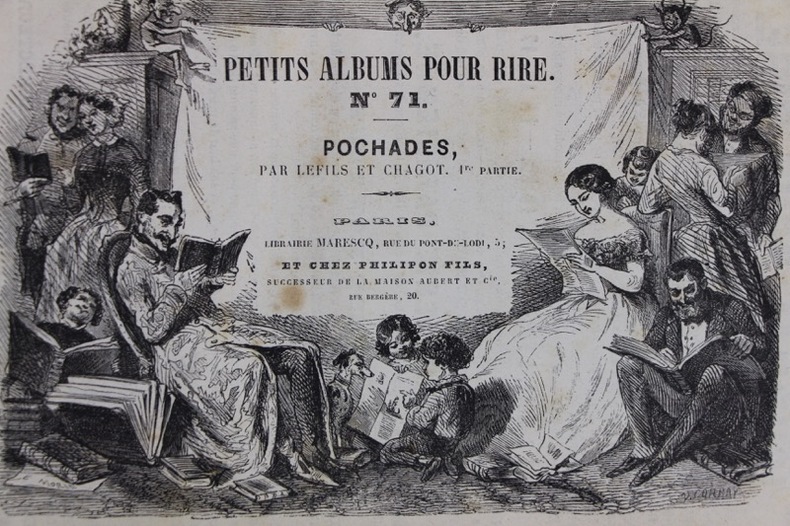 PETITS ALBUMS POUR RIRE.
Nº 71.
POCHADES,
PAR LEFILS ET CHAGOT. 1re PARTIE.
PARIS,
LIBRAIRIE MARESCQ, RUE DU PONT-DE-LODI, 5;
ET CHEZ PHILIPON FILS,
SUCCESSEUR DE LA MAISON AUBERT ET Cie,
RUE BERGÈRE, 20.